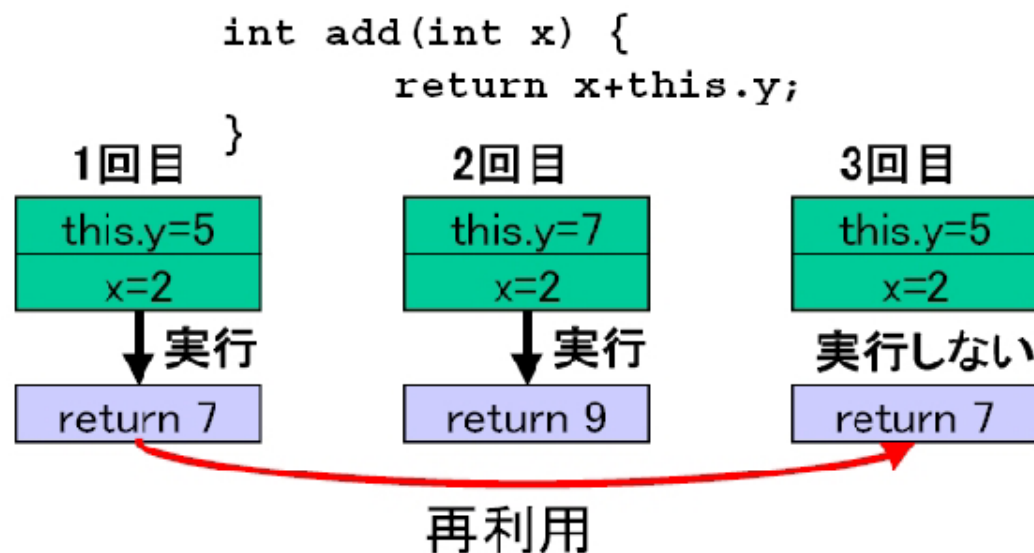 int add(int x) {
return x+this.y;
}
1回目
2回目
3回目
this.y=5
x=2
実行
return 7
this.y=7
x=2
実行
return 9
this.y=5
x=2
実行しない
return 7
再利用